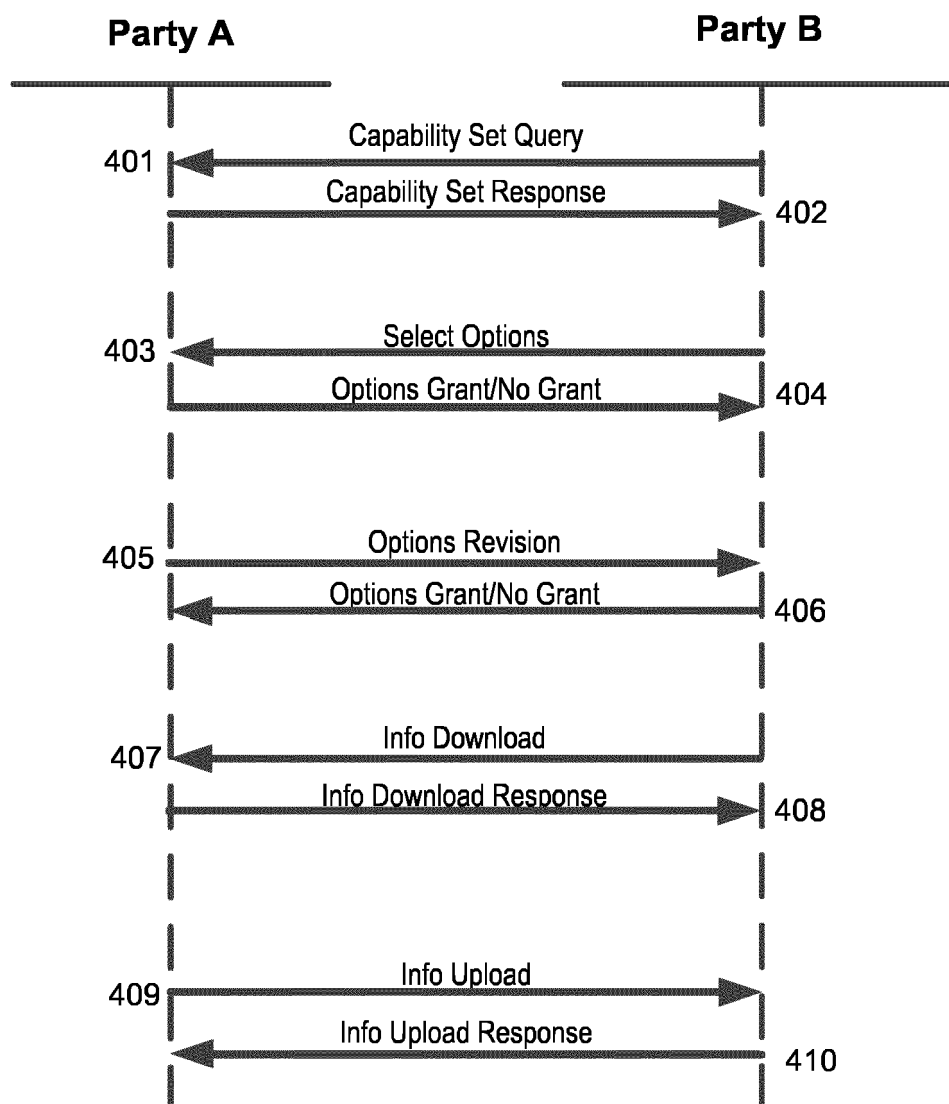 Party A
Party B
Capability Set Query
401
Capability Set Response
402
Select Options
403
Options Grant/No Grant
404
Options Revision
405
Options Grant/No Grant
406
Info Download
407
Info Download Response
408
Info Upload
409
Info Upload Response
410